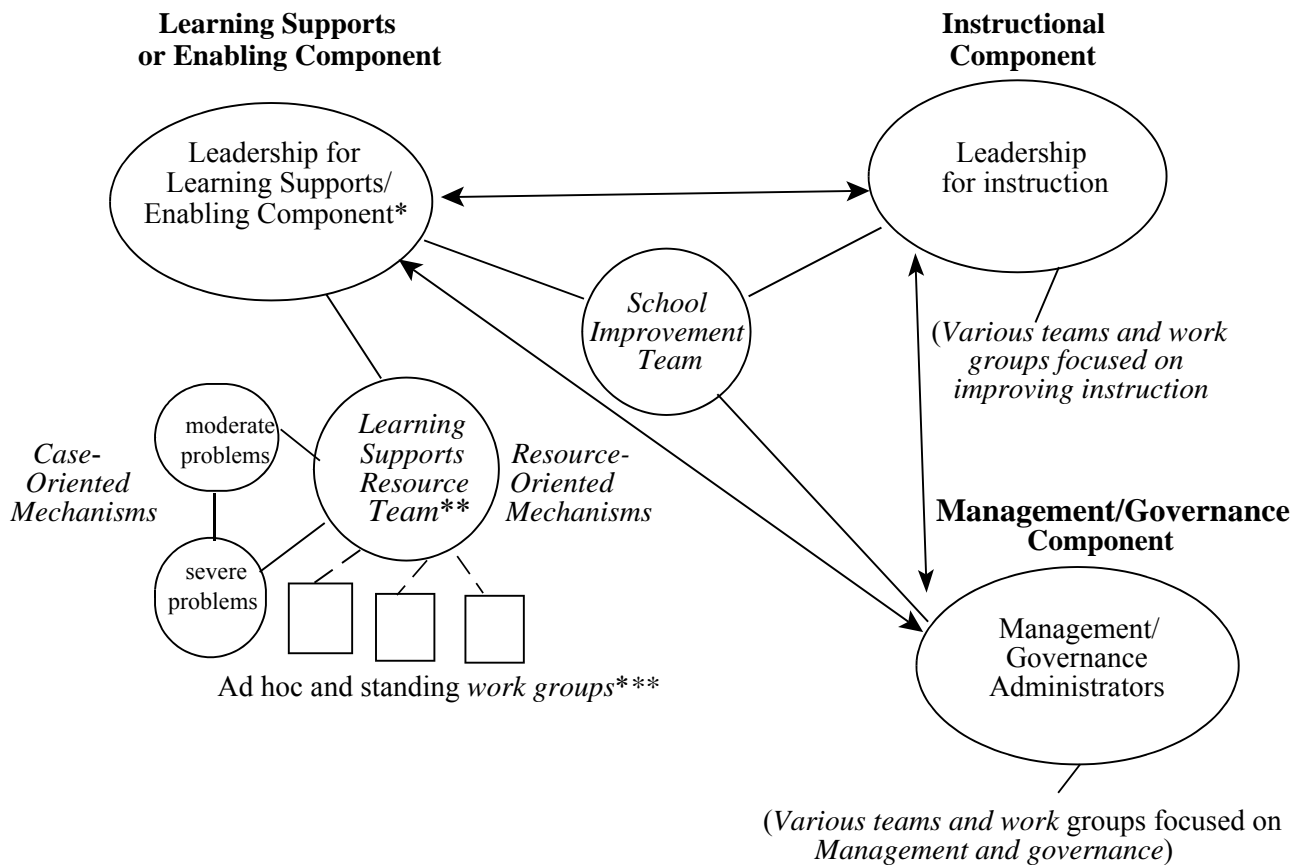 Learning Supports
or Enabling Component
Instructional
Component
Leadership for
Learning Supports/
Enabling Component*
Leadership
for instruction
School
Improvement
Team
(Various teams and work
groups focused on
improving instruction
moderate
problems
Case-
Oriented
Mechanisms
Learning
Supports
Resource
Team**
Resource-
Oriented
Mechanisms
severe
problems
Ad hoc and standing work groups***
Management/Governance
Component
Management/
Governance
Administrators
(Various teams and work groups focused on
Management and governance)